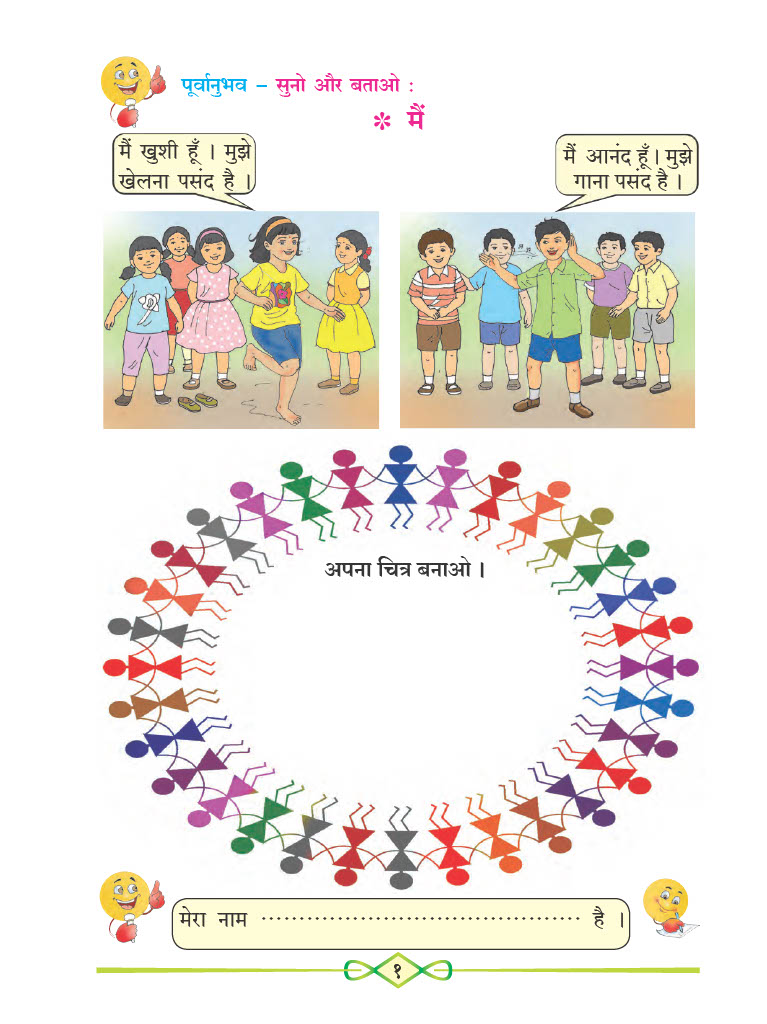 पूर्वानुभव – सुनो और बताओ :
* मैं
मैं खुशी हूँ । मुझे
खेलना पसंद है ।
मैं आनंद हूँ । मुझे
गाना पसंद है ।
अपना चित्र बनाओ ।
मेरा नाम ........................................... है ।
१